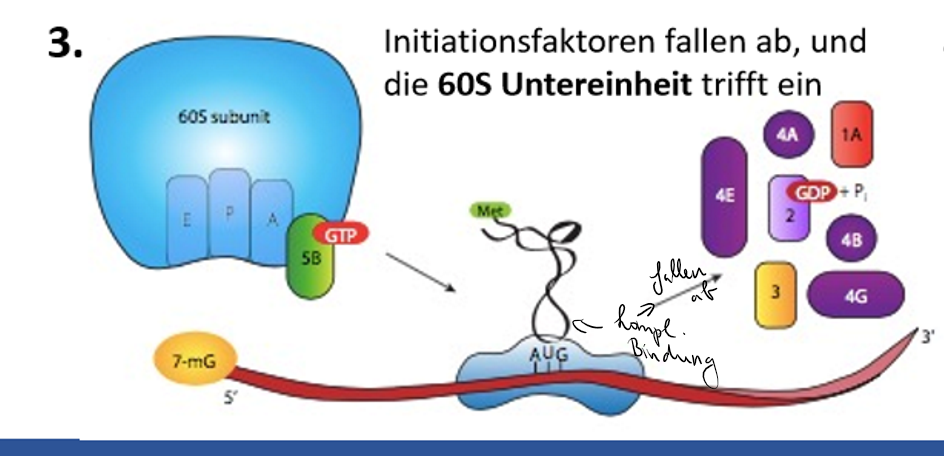 3.
Initiationsfaktoren fallen ab, und
die 60S Untereinheit trifft ein
60S subunit
E P A
5B
GTP
Met
4E
4A
1A
2
GDP + Pi
4B
3
4G
fallen
ab
kompl.
Bindung
AUG
7-mG
5'
3'